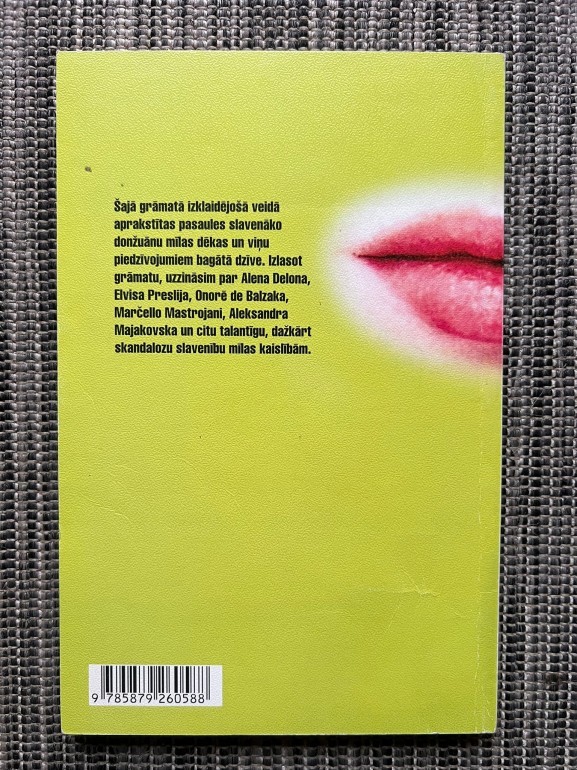 Šajā grāmatā izklaidējošā veidā
aprakstītas pasaules slavenāko
donžuānu mīlas dēkas un viņu
piedzīvojumiem bagātā dzīve. Izlasot
grāmatu, uzzināsim par Alena Delona,
Elvisa Preslija, Onorē de Balzaka,
Marčello Mastrojani, Aleksandra
Majakovska un citu talantīgu, dažkārt
skandalozu slavenību mīlas kaislībām.
9 785879 260588